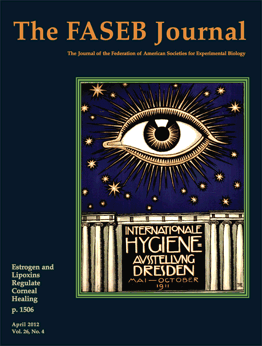 The FASEB Journal
The Journal of the Federation of American Societies for Experimental Biology
INTERNATIONALE
HYGIENE=
AVSSTELLVNG
DRESDEN
MAI — OCTOBER
1911
Estrogen and
Lipoxins
Regulate
Corneal
Healing
p. 1506
April 2012
Vol. 26, No. 4